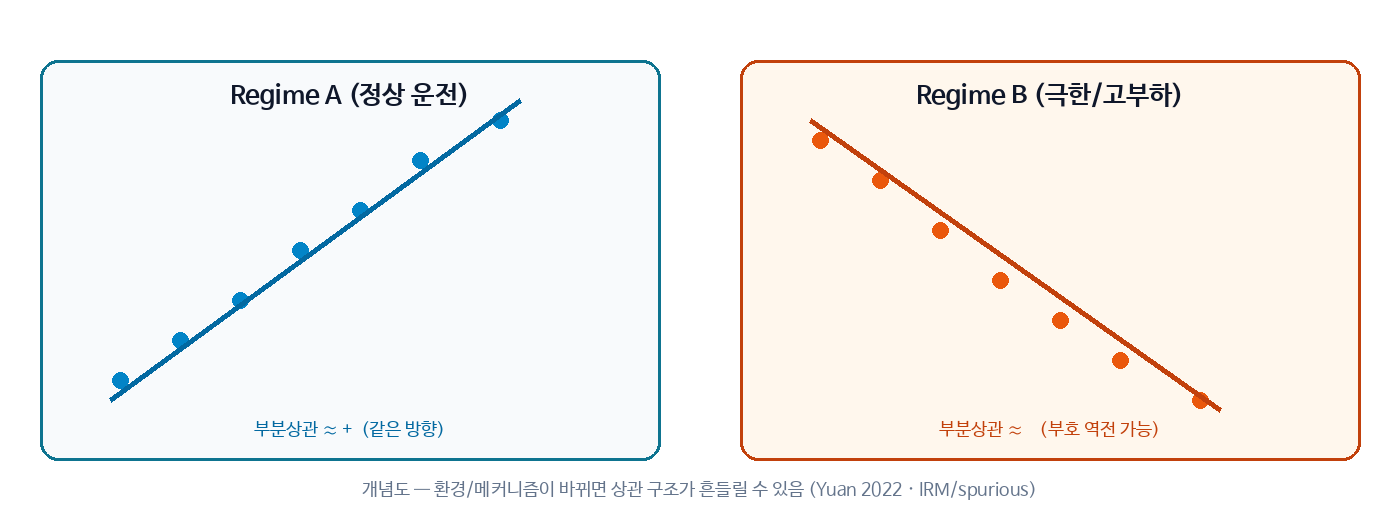 Regime A (정상 운전)
Regime B (극한/고부하)
부분상관 ≈ + (같은 방향)
부분상관 ≈ (부호 역전 가능)
개념도 — 환경/메커니즘이 바뀌면 상관 구조가 흔들릴 수 있음 (Yuan 2022 · IRM/spurious)